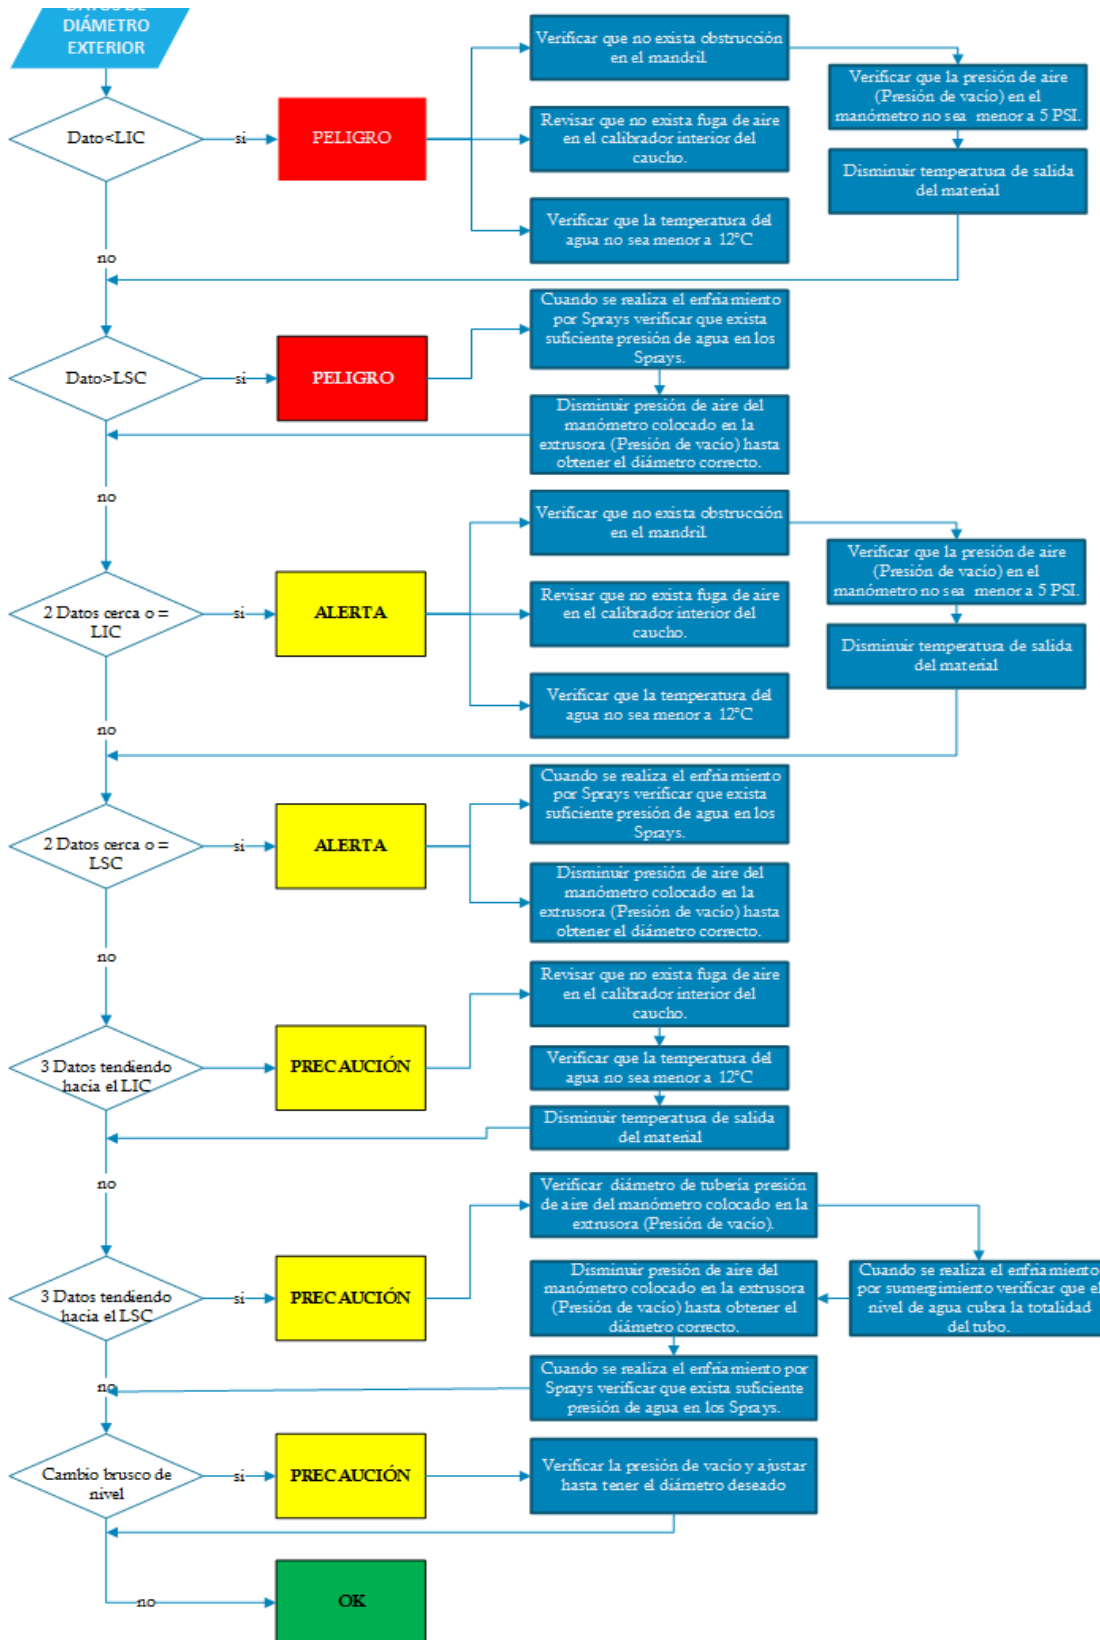 DATOS DE
DIÁMETRO
EXTERIOR
Dato<LIC
si
PELIGRO
Verificar que no exista obstrucción
en el mandril.
Verificar que la presión de aire
(Presión de vacío) en el
manómetro no sea menor a 5 PSI.
Revisar que no exista fuga de aire
en el calibrador interior del
caucho.
Disminuir temperatura de salida
del material
Verificar que la temperatura del
agua no sea menor a 12°C
no
Dato>LSC
si
PELIGRO
Cuando se realiza el enfriamiento
por Sprays verificar que exista
suficiente presión de agua en los
Sprays.
Disminuir presión de aire del
manómetro colocado en la
extrusora (Presión de vacío) hasta
obtener el diámetro correcto.
no
2 Datos cerca o =
LIC
si
ALERTA
Verificar que no exista obstrucción
en el mandril.
Verificar que la presión de aire
(Presión de vacío) en el
manómetro no sea menor a 5 PSI.
Revisar que no exista fuga de aire
en el calibrador interior del
caucho.
Disminuir temperatura de salida
del material
Verificar que la temperatura del
agua no sea menor a 12°C
no
2 Datos cerca o =
LSC
si
ALERTA
Cuando se realiza el enfriamiento
por Sprays verificar que exista
suficiente presión de agua en los
Sprays.
Disminuir presión de aire del
manómetro colocado en la
extrusora (Presión de vacío) hasta
obtener el diámetro correcto.
no
3 Datos tendiendo
hacia el LIC
PRECAUCIÓN
Revisar que no exista fuga de aire
en el calibrador interior del
caucho.
Verificar que la temperatura del
agua no sea menor a 12°C
Disminuir temperatura de salida
del material
no
3 Datos tendiendo
hacia el LSC
si
PRECAUCIÓN
Verificar diámetro de tubería presión
de aire del manómetro colocado en la
extrusora (Presión de vacío).
Cuando se realiza el enfriamiento
por sumergimiento verificar que el
nivel de agua cubra la totalidad
del tubo.
Disminuir presión de aire del
manómetro colocado en la extrusora
(Presión de vacío) hasta obtener el
diámetro correcto.
Cuando se realiza el enfriamiento por
Sprays verificar que exista suficiente
presión de agua en los Sprays.
no
Cambio brusco de
nivel
si
PRECAUCIÓN
Verificar la presión de vacío y ajustar
hasta tener el diámetro deseado
no
OK